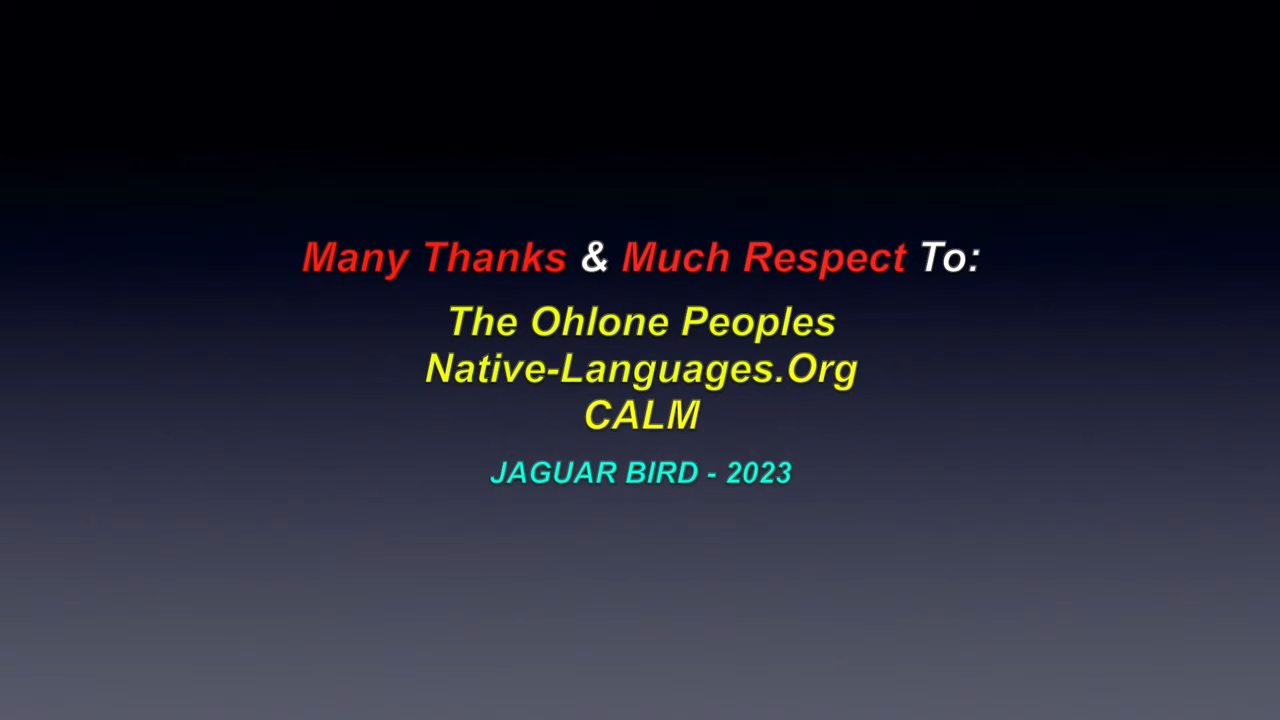 Many Thanks & Much Respect To:
The Ohlone Peoples
Native-Languages.Org
CALM
JAGUAR BIRD - 2023